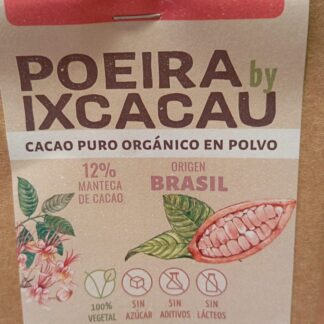 POEIRA by
IXCACAU
CACAO PURO ORGÁNICO EN POLVO
12%
MANTECA
DE CACAO
ORIGEN
BRASIL
100%
VEGETAL
SIN
AZÚCAR
SIN
ADITIVOS
SIN
LÁCTEOS